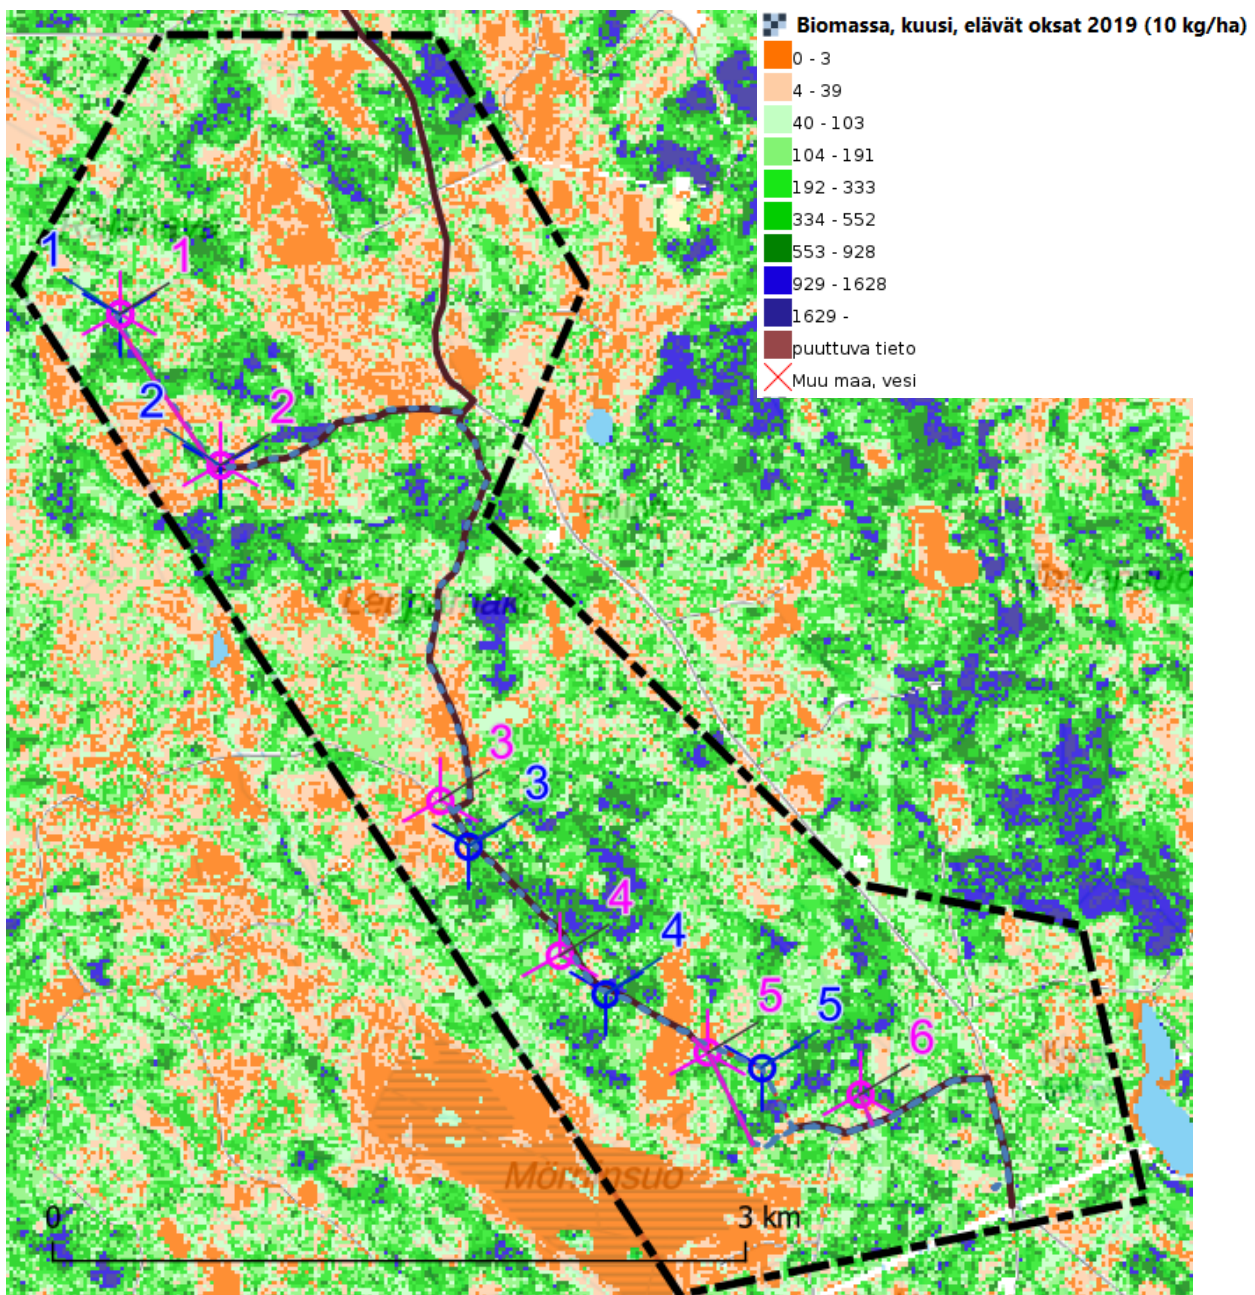 Biomassa, kuusi, elävät oksat 2019 (10 kg/ha)
0 - 3
4 - 39
40 - 103
104 - 191
192 - 333
334 - 552
553 - 928
929 - 1628
1629 -
puuttuva tieto
Muu maa, vesi
1 1
2 2
3
3
4
4
5
5
6
0 3 km